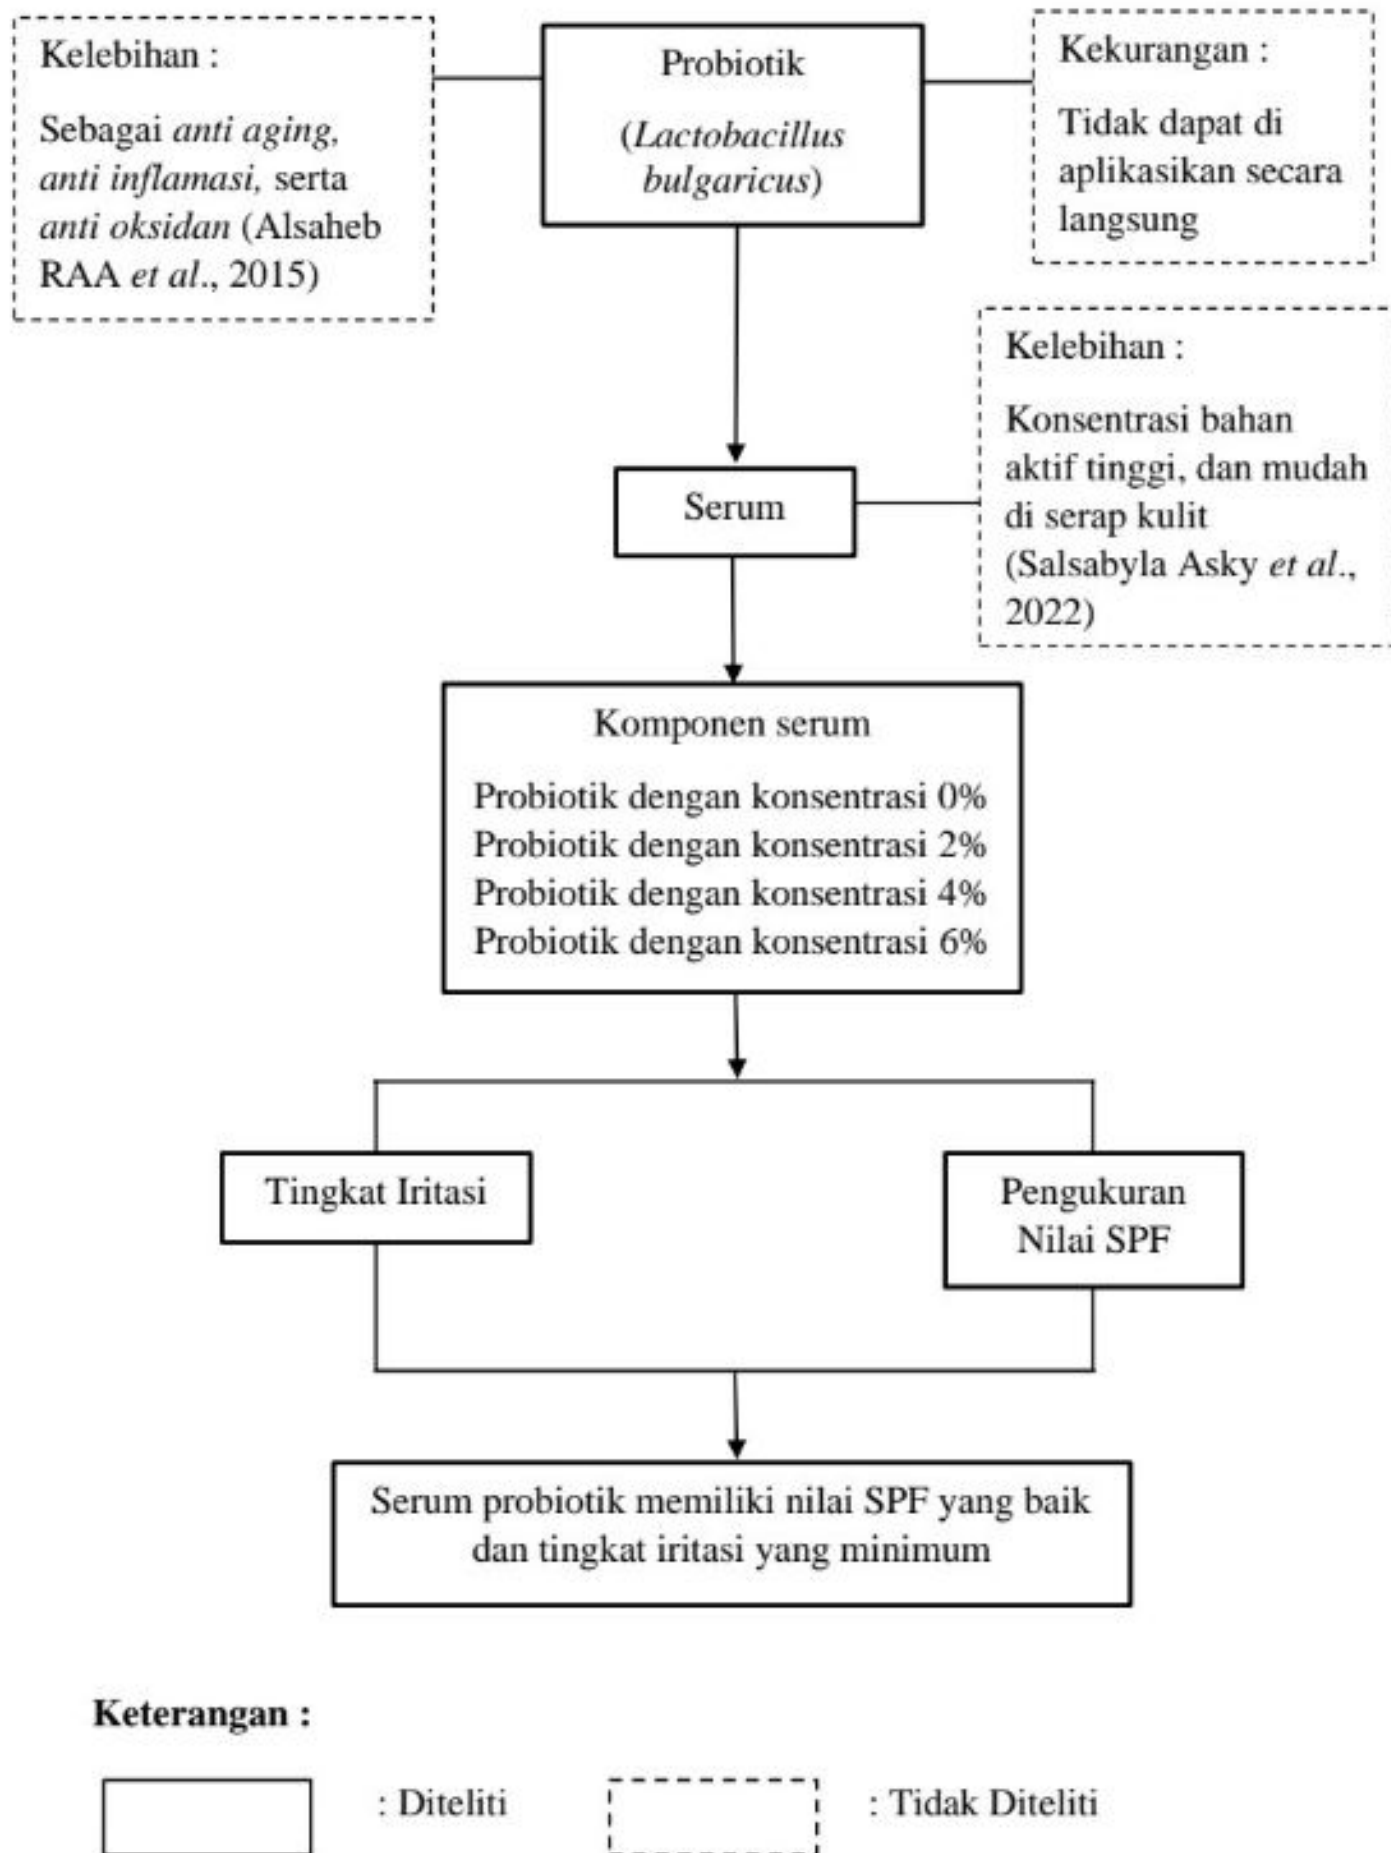 Kelebihan :
Sebagai anti aging,
anti inflamasi, serta
anti oksidan (Alsaheb
RAA et al., 2015)
Probiotik
(Lactobacillus
bulgaricus)
Kekurangan :
Tidak dapat di
aplikasikan secara
langsung
Kelebihan :
Konsentrasi bahan
aktif tinggi, dan mudah
di serap kulit
(Salsabyla Asky et al.,
2022)
Serum
Komponen serum
Probiotik dengan konsentrasi 0%
Probiotik dengan konsentrasi 2%
Probiotik dengan konsentrasi 4%
Probiotik dengan konsentrasi 6%
Tingkat Iritasi
Pengukuran
Nilai SPF
Serum probiotik memiliki nilai SPF yang baik
dan tingkat iritasi yang minimum
Keterangan :
: Diteliti
: Tidak Diteliti